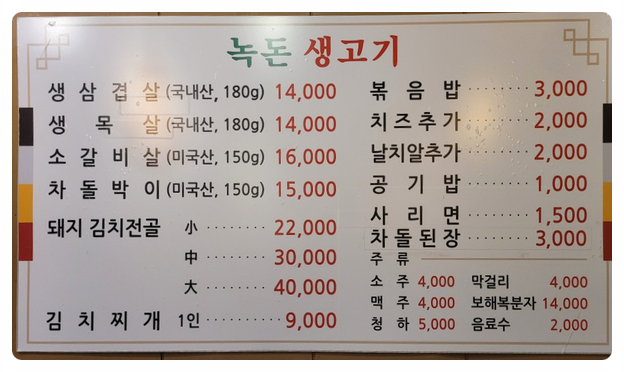 녹돈 생고기
생 삼 겹 살 (국내산, 180g) 14,000
생 목 살 (국내산, 180g) 14,000
소 갈 비 살 (미국산, 150g) 16,000
차 돌 박 이 (미국산, 150g) 15,000
돼지 김치전골 小 ········· 22,000
中 ········· 30,000
大 ········· 40,000
김 치 찌 개 1인 ·········· 9,000
볶 음 밥 ········ 3,000
치 즈 추 가 ········ 2,000
날치알추가 ········ 2,000
공 기 밥 ········ 1,000
사 리 면 ········ 1,500
차 돌 된 장 ········ 3,000
주 류
소 주 4,000 막걸리 4,000
맥 주 4,000 보해복분자 14,000
청 하 5,000 음료수 2,000